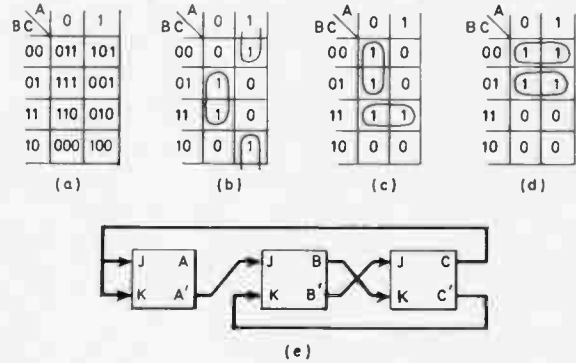 A 0 1
BC
00 011 101
01 111 001
11 110 010
10 000 100
(a)
A 0 1
BC
00 0 1
01 1 0
11 1 0
10 0 1
(b)
A 0 1
BC
00 1 0
01 1 0
11 1 1
10 0 0
(c)
A 0 1
BC
00 1 1
01 1 1
11 0 0
10 0 0
(d)
J A J B J C
K A' K B' K C'
(e)